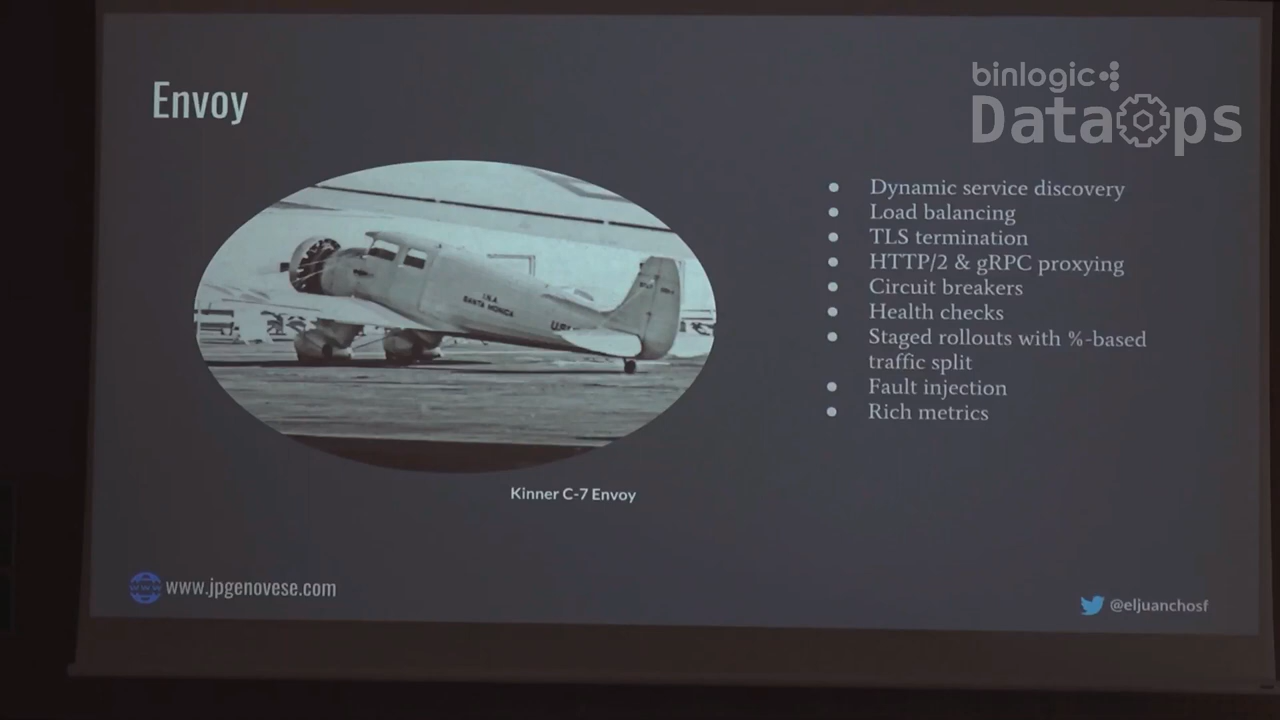 Envoy
binlogic
DataOps
Dynamic service discovery
Load balancing
TLS termination
HTTP/2 & gRPC proxying
Circuit breakers
Health checks
Staged rollouts with %-based
traffic split
Fault injection
Rich metrics
SANTA MONICA
Kinner C-7 Envoy
www.jpgenovese.com
@eljuanchosf